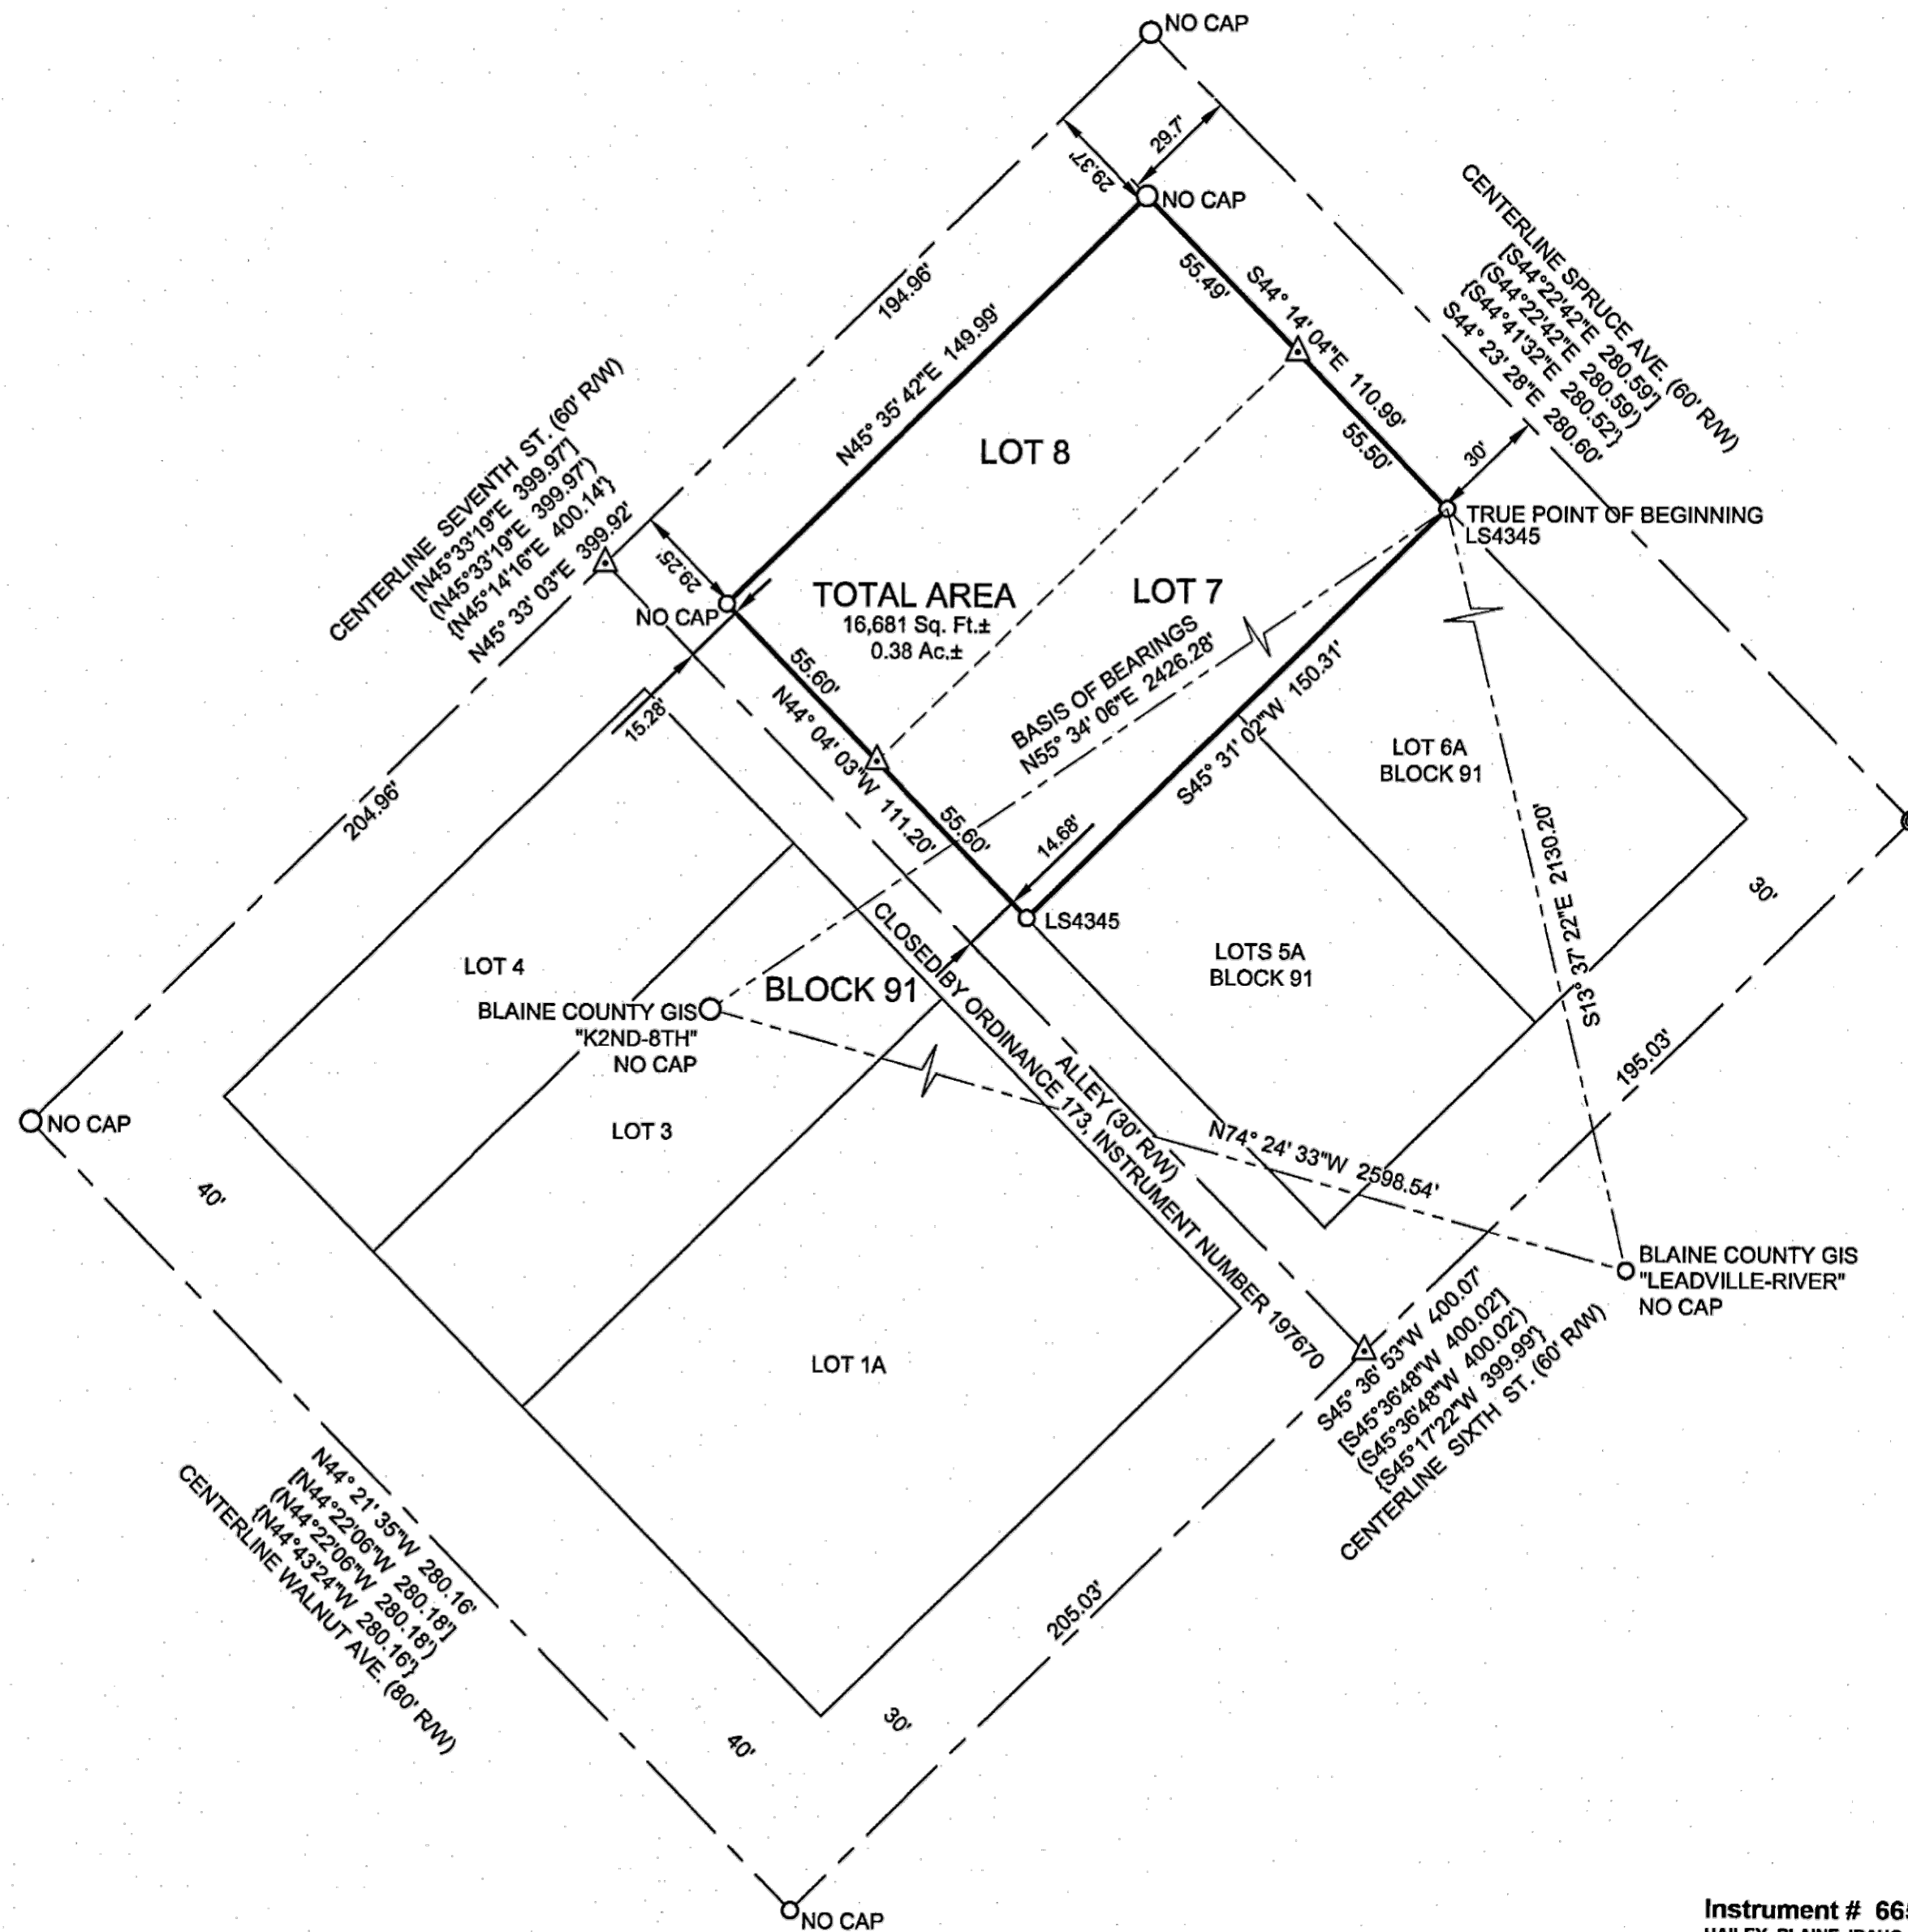 NO CAP
29.7'
29.37'
NO CAP
CENTERLINE SPRUCE AVE. (60' R/W)
[S44°22'42"E 280.59']
(S44°22'42"E 280.59')
{S44°41'32"E 280.52'}
S44° 23' 28"E 280.60'
194.96'
55.49'
S44° 14' 04"E 110.99'
55.50'
30'
N45° 35' 42"E 149.99'
LOT 8
CENTERLINE SEVENTH ST. (60' R/W)
[N45°33'19"E 399.97']
(N45°33'19"E 399.97')
{N45°14'16"E 400.14'}
N45° 33' 03"E 399.92'
TRUE POINT OF BEGINNING
LS4345
29.25'
NO CAP
TOTAL AREA
16,681 Sq. Ft.±
0.38 Ac.±
LOT 7
BASIS OF BEARINGS
N55° 34' 06"E 2426.28'
S45° 31' 02"W 150.31'
55.60'
N44° 04' 03"W 111.20'
55.60'
15.28'
14.68'
LOT 6A
BLOCK 91
204.96'
S13° 37' 22"E 2130.20'
30'
LS4345
LOTS 5A
BLOCK 91
LOT 4
BLOCK 91
BLAINE COUNTY GIS
"K2ND-8TH"
NO CAP
CLOSED BY ORDINANCE 173, INSTRUMENT NUMBER 197670
ALLEY (30' R/W)
195.03'
NO CAP
LOT 3
N74° 24' 33"W 2598.54'
40'
BLAINE COUNTY GIS
"LEADVILLE-RIVER"
NO CAP
LOT 1A
S45° 36' 53"W 400.07'
[S45°36'48"W 400.02']
(S45°36'48"W 400.02')
{S45°17'22"W 399.99'}
CENTERLINE SIXTH ST. (60' R/W)
N44° 21' 35"W 280.16'
[N44°22'06"W 280.18']
(N44°22'06"W 280.18')
{N44°43'24"W 280.16'}
CENTERLINE WALNUT AVE. (80' R/W)
205.03'
30'
40'
NO CAP
Instrument # 66